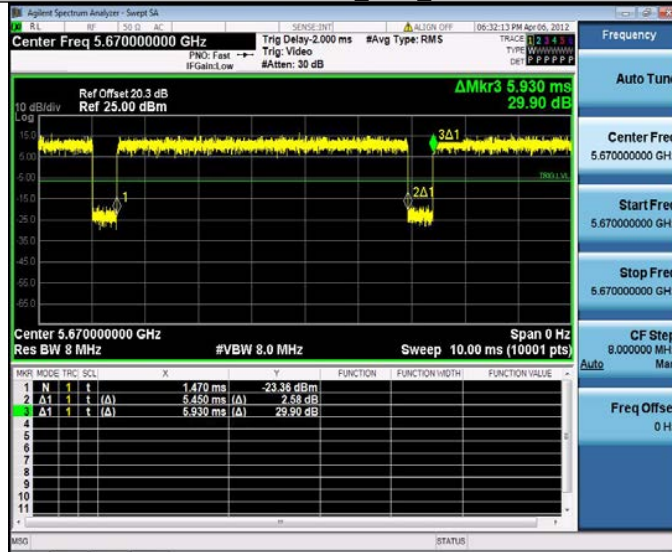 Agilent Spectrum Analyzer - Swept SA
RL RF 50 Ω AC SENSE:INT ALIGN OFF 06:32:13 PM Apr 06, 2012
Center Freq 5.670000000 GHz
PNO: Fast
IFGain:Low
Trig Delay-2.000 ms
Trig: Video
#Atten: 30 dB
#Avg Type: RMS
TRACE 1 2 3 4 5 6
TYPE WWWWWW
DET P P P P P P
Ref Offset 20.3 dB
10 dB/div Ref 25.00 dBm
Log
ΔMkr3 5.930 ms
29.90 dB
15.0
5.00
-5.00
-15.0
-25.0
-35.0
-45.0
-55.0
-65.0
3Δ1
TRIG LVL
1
2Δ1
Center 5.670000000 GHz Span 0 Hz
Res BW 8 MHz #VBW 8.0 MHz Sweep 10.00 ms (10001 pts)
MKR MODE TRC SCL X Y FUNCTION FUNCTION WIDTH FUNCTION VALUE
1 N 1 t 1.470 ms -23.36 dBm
2 Δ1 1 t (Δ) 5.450 ms (Δ) 2.58 dB
3 Δ1 1 t (Δ) 5.930 ms (Δ) 29.90 dB
4
5
6
7
8
9
10
11
MSG STATUS
Frequency
Auto Tune
Center Freq
5.670000000 GH
Start Freq
5.670000000 GH
Stop Freq
5.670000000 GH
CF Step
8.000000 MH
Auto Man
Freq Offse
0 H